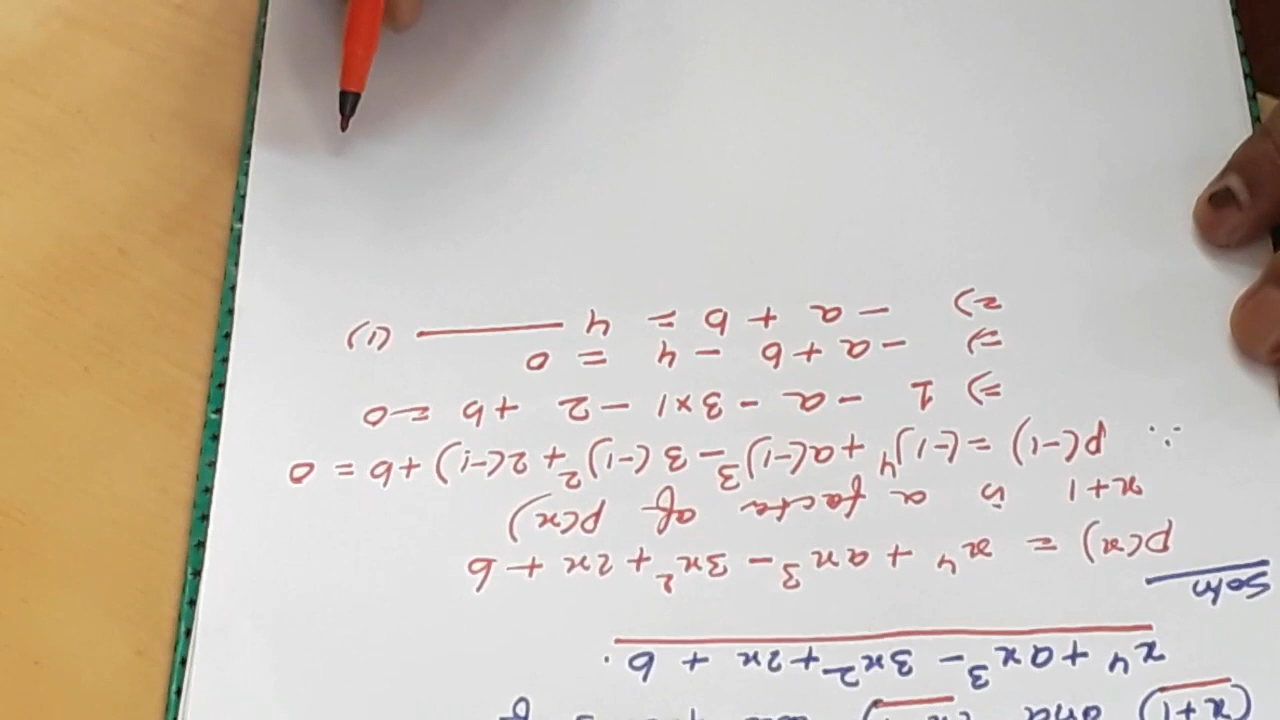 (x+1) and
x⁴ + ax³ - 3x² + 2x + b.
Soln
p(x) = x⁴ + ax³ - 3x² + 2x + b
x+1 is a factor of p(x)
∴ p(-1) = (-1)⁴ + a(-1)³ - 3(-1)² + 2(-1) + b = 0
=) 1 - a - 3×1 - 2 + b = 0
=) -a + b - 4 = 0
=) -a + b = 4 —— (1)